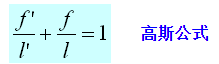 f'/l' + f/l = 1 高斯公式